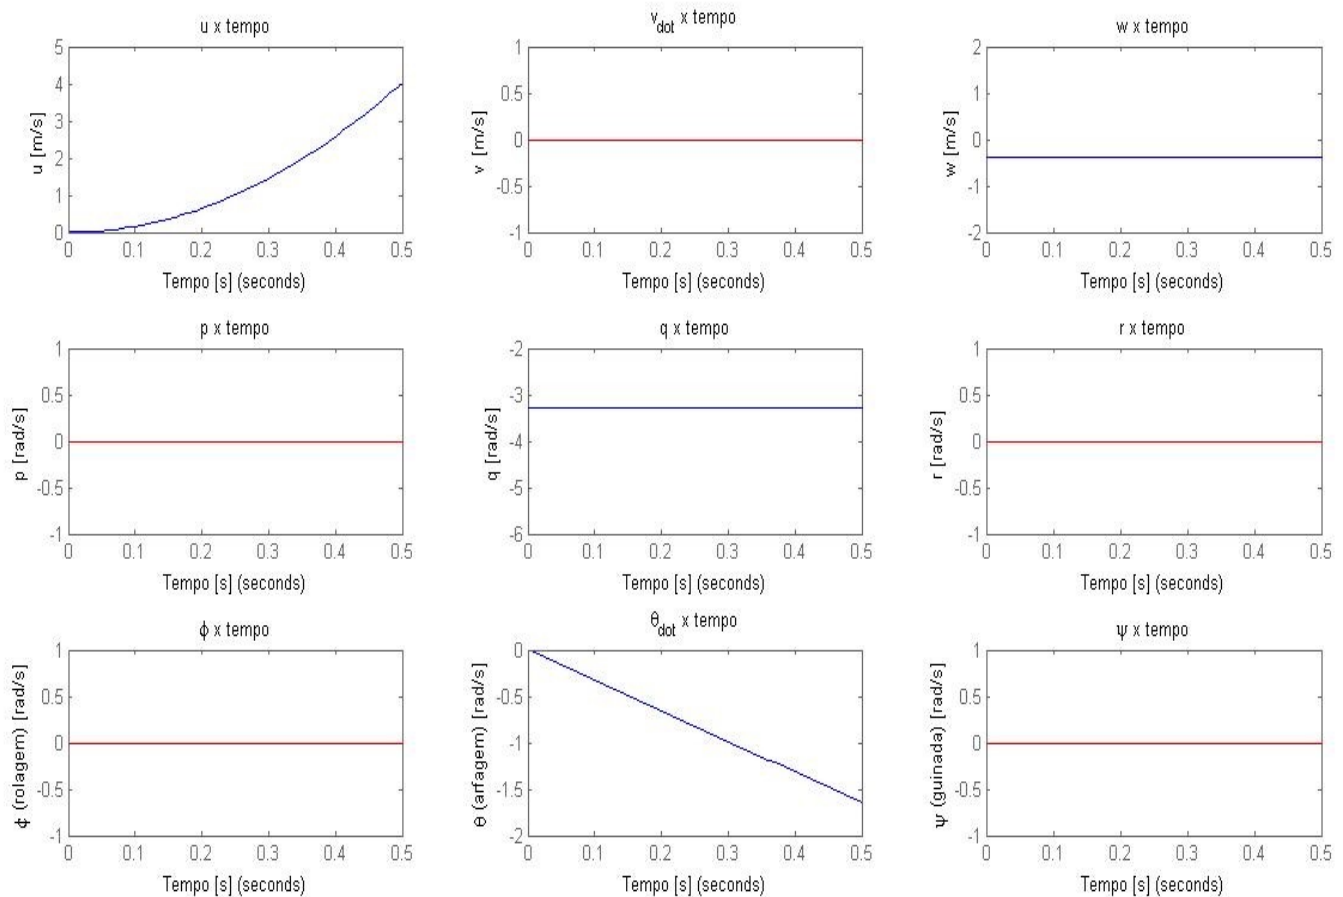 u x tempo
u [m/s]
5
4
3
2
1
0
0 0.1 0.2 0.3 0.4 0.5
Tempo [s] (seconds)
v_dot x tempo
v [m/s]
1
0.5
0
-0.5
-1
0 0.1 0.2 0.3 0.4 0.5
Tempo [s] (seconds)
w x tempo
w [m/s]
2
1
0
-1
-2
0 0.1 0.2 0.3 0.4 0.5
Tempo [s] (seconds)
p x tempo
p [rad/s]
1
0.5
0
-0.5
-1
0 0.1 0.2 0.3 0.4 0.5
Tempo [s] (seconds)
q x tempo
q [rad/s]
-2
-3
-4
-5
-6
0 0.1 0.2 0.3 0.4 0.5
Tempo [s] (seconds)
r x tempo
r [rad/s]
1
0.5
0
-0.5
-1
0 0.1 0.2 0.3 0.4 0.5
Tempo [s] (seconds)
ϕ x tempo
ϕ (rolagem) [rad/s]
1
0.5
0
-0.5
-1
0 0.1 0.2 0.3 0.4 0.5
Tempo [s] (seconds)
θ_dot x tempo
θ (arfagem) [rad/s]
0
-0.5
-1
-1.5
-2
0 0.1 0.2 0.3 0.4 0.5
Tempo [s] (seconds)
ψ x tempo
ψ (guinada) [rad/s]
1
0.5
0
-0.5
-1
0 0.1 0.2 0.3 0.4 0.5
Tempo [s] (seconds)